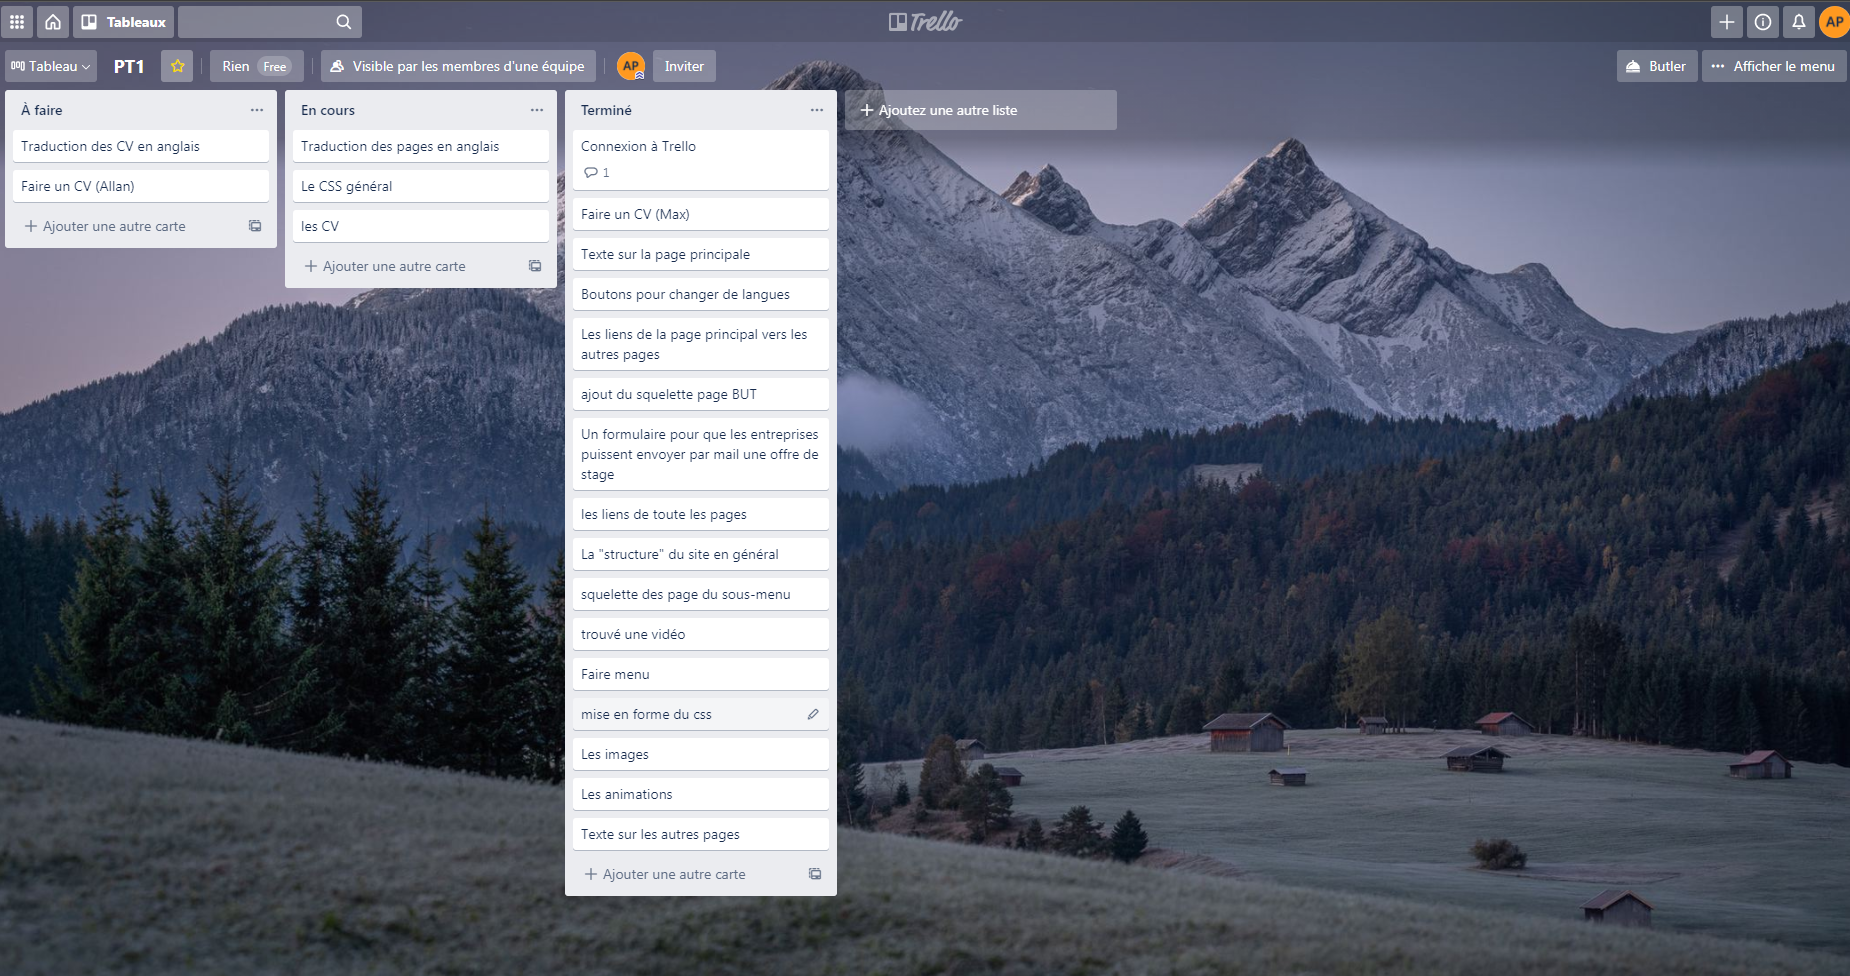 Tableaux
Trello
AP
Tableau
PT1
Rien Free
Visible par les membres d'une équipe
AP
Inviter
Butler
Afficher le menu
À faire
Traduction des CV en anglais
Faire un CV (Allan)
Ajouter une autre carte
En cours
Traduction des pages en anglais
Le CSS général
les CV
Ajouter une autre carte
Terminé
Connexion à Trello
1
Faire un CV (Max)
Texte sur la page principale
Boutons pour changer de langues
Les liens de la page principal vers les
autres pages
ajout du squelette page BUT
Un formulaire pour que les entreprises
puissent envoyer par mail une offre de
stage
les liens de toute les pages
La "structure" du site en général
squelette des page du sous-menu
trouvé une vidéo
Faire menu
mise en forme du css
Les images
Les animations
Texte sur les autres pages
Ajouter une autre carte
Ajoutez une autre liste